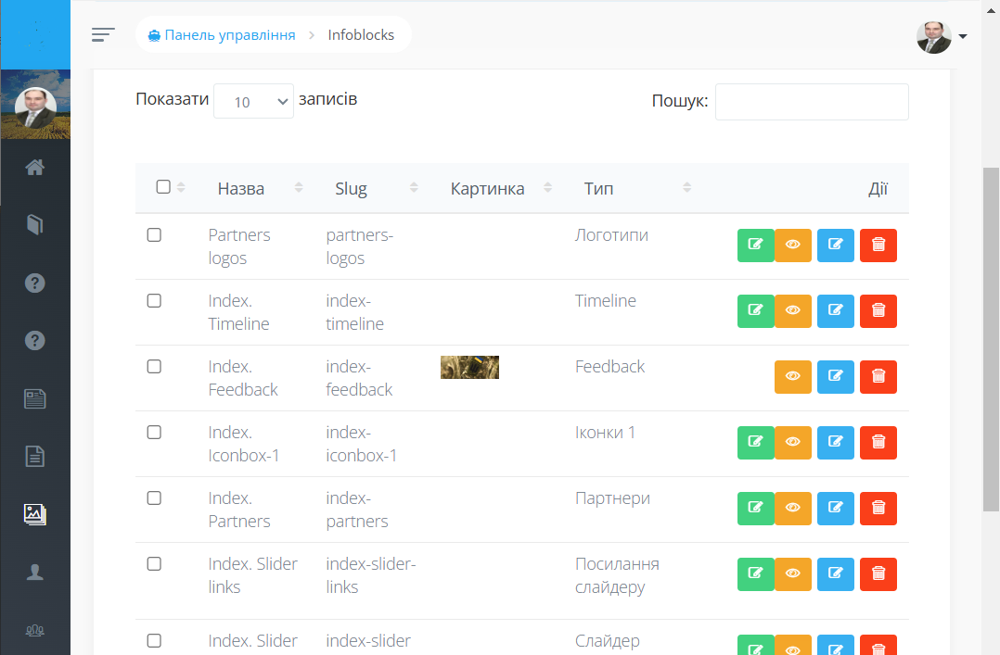 Панель управління > Infoblocks
Показати 10 записів Пошук:
Назва Slug Картинка Тип Дії
Partners partners- Логотипи
logos logos
Index. index- Timeline
Timeline timeline
Index. index- Feedback
Feedback feedback
Index. index- Іконки 1
Iconbox-1 iconbox-1
Index. index- Партнери
Partners partners
Index. Slider index-slider- Посилання
links links слайдеру
Index. Slider index-slider Слайдер